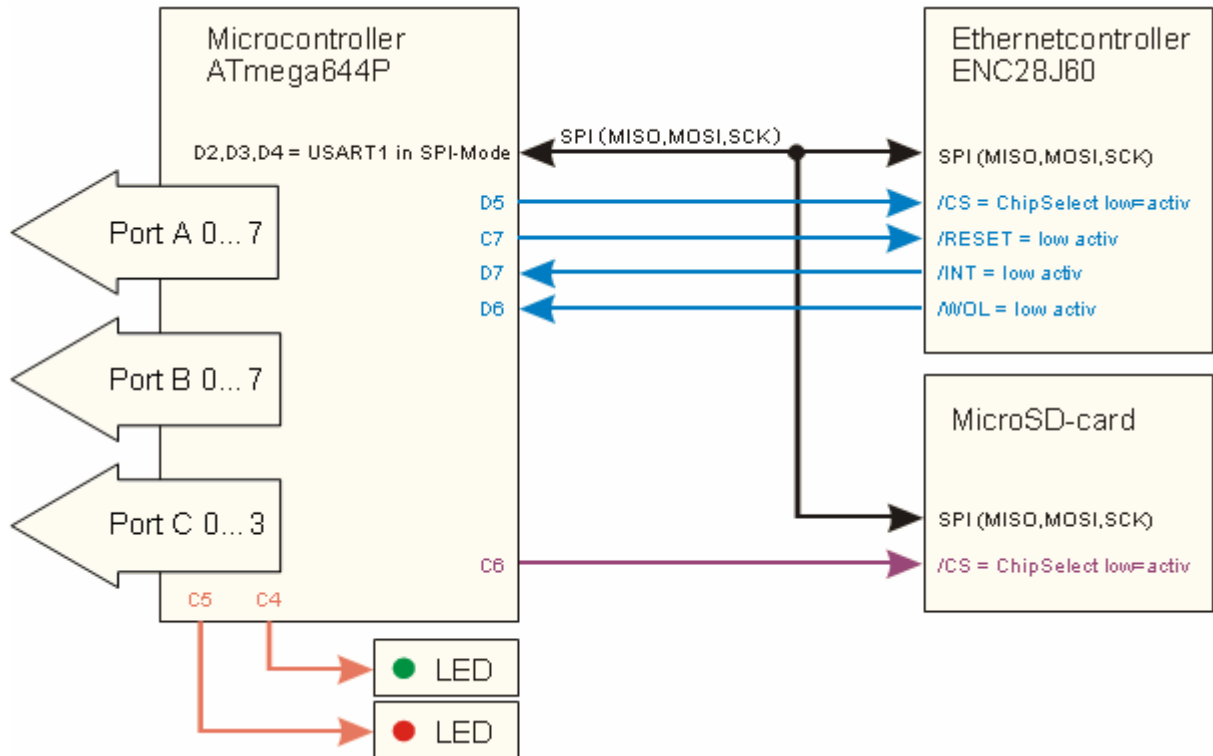 Microcontroller
ATmega644P
D2,D3,D4 = USART1 in SPI-Mode
D5
C7
D7
D6
C6
C5
C4
Port A 0... 7
Port B 0... 7
Port C 0... 3
SPI (MISO,MOSI,SCK)
Ethernetcontroller
ENC28J60
SPI (MISO,MOSI,SCK)
/CS = ChipSelect low=activ
/RESET = low activ
/INT = low activ
/WOL = low activ
MicroSD-card
SPI (MISO,MOSI,SCK)
/CS = ChipSelect low=activ
LED
LED